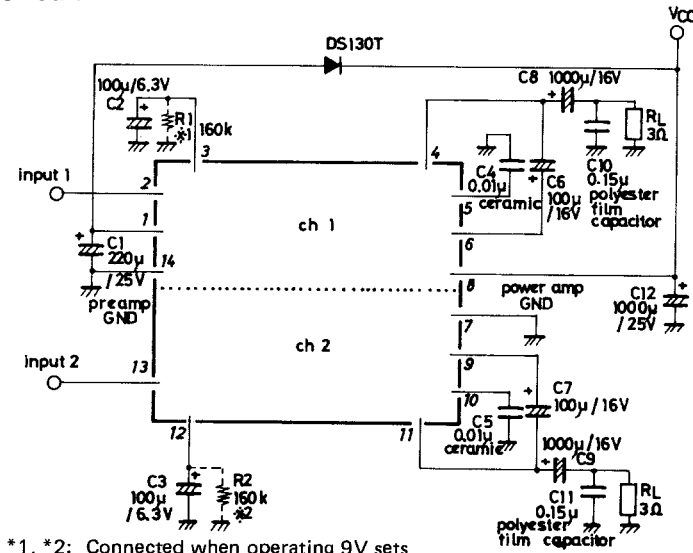 VCC
DS130T
100μ/6.3V
C2
R1
*1
160k
3
C8
1000μ/16V
RL
3Ω
4
C4
0.01μ
ceramic
C6
100μ
/16V
C10
0.15μ
polyester
film
capacitor
input 1
2
5
ch 1
1
6
C1
220μ
/25V
14
preamp
GND
8
power amp
GND
C12
1000μ
/25V
7
ch 2
input 2
13
9
10
C7
100μ/16V
C5
0.01μ
ceramic
12
11
1000μ/16V
C9
C3
100μ
/6.3V
R2
160k
*2
C11
0.15μ
polyester
film capacitor
RL
3Ω
*1, *2: Connected when operating 9V sets